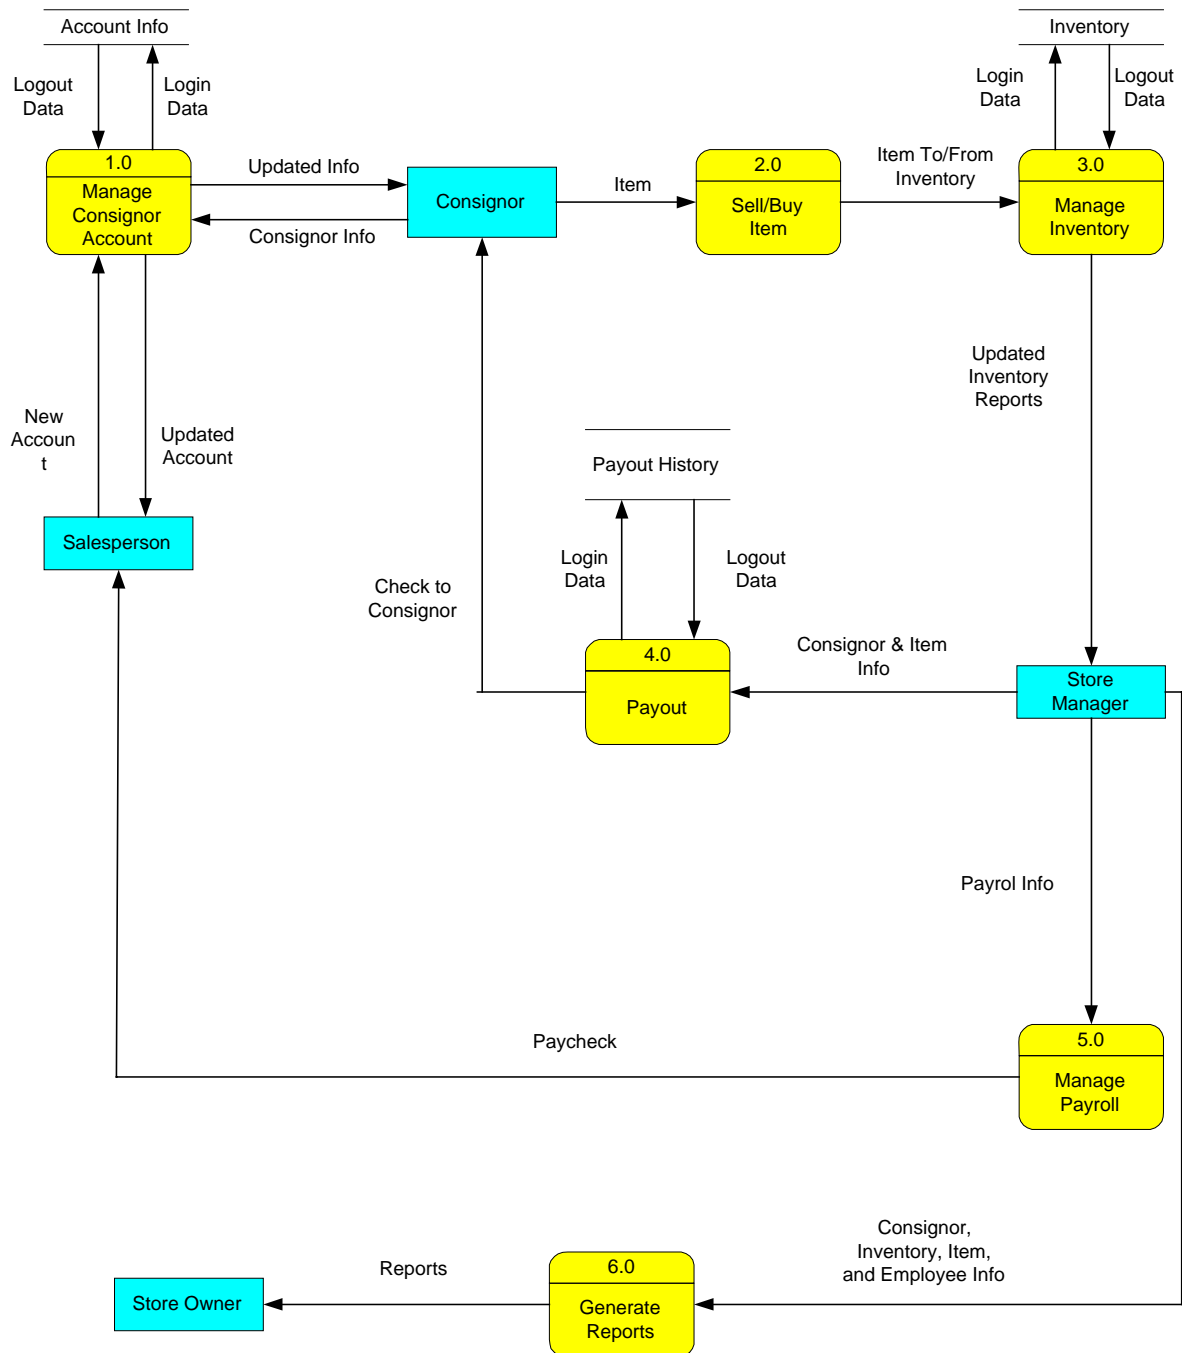 Account Info
Inventory
Logout
Data
Login
Data
Login
Data
Logout
Data
1.0
Manage
Consignor
Account
Updated Info
Consignor Info
Consignor
Item
2.0
Sell/Buy
Item
Item To/From
Inventory
3.0
Manage
Inventory
New
Accoun
t
Updated
Account
Updated
Inventory
Reports
Payout History
Salesperson
Login
Data
Logout
Data
Check to
Consignor
4.0
Payout
Consignor & Item
Info
Store
Manager
Payrol Info
Paycheck
5.0
Manage
Payroll
Consignor,
Inventory, Item,
and Employee Info
Reports
6.0
Generate
Reports
Store Owner